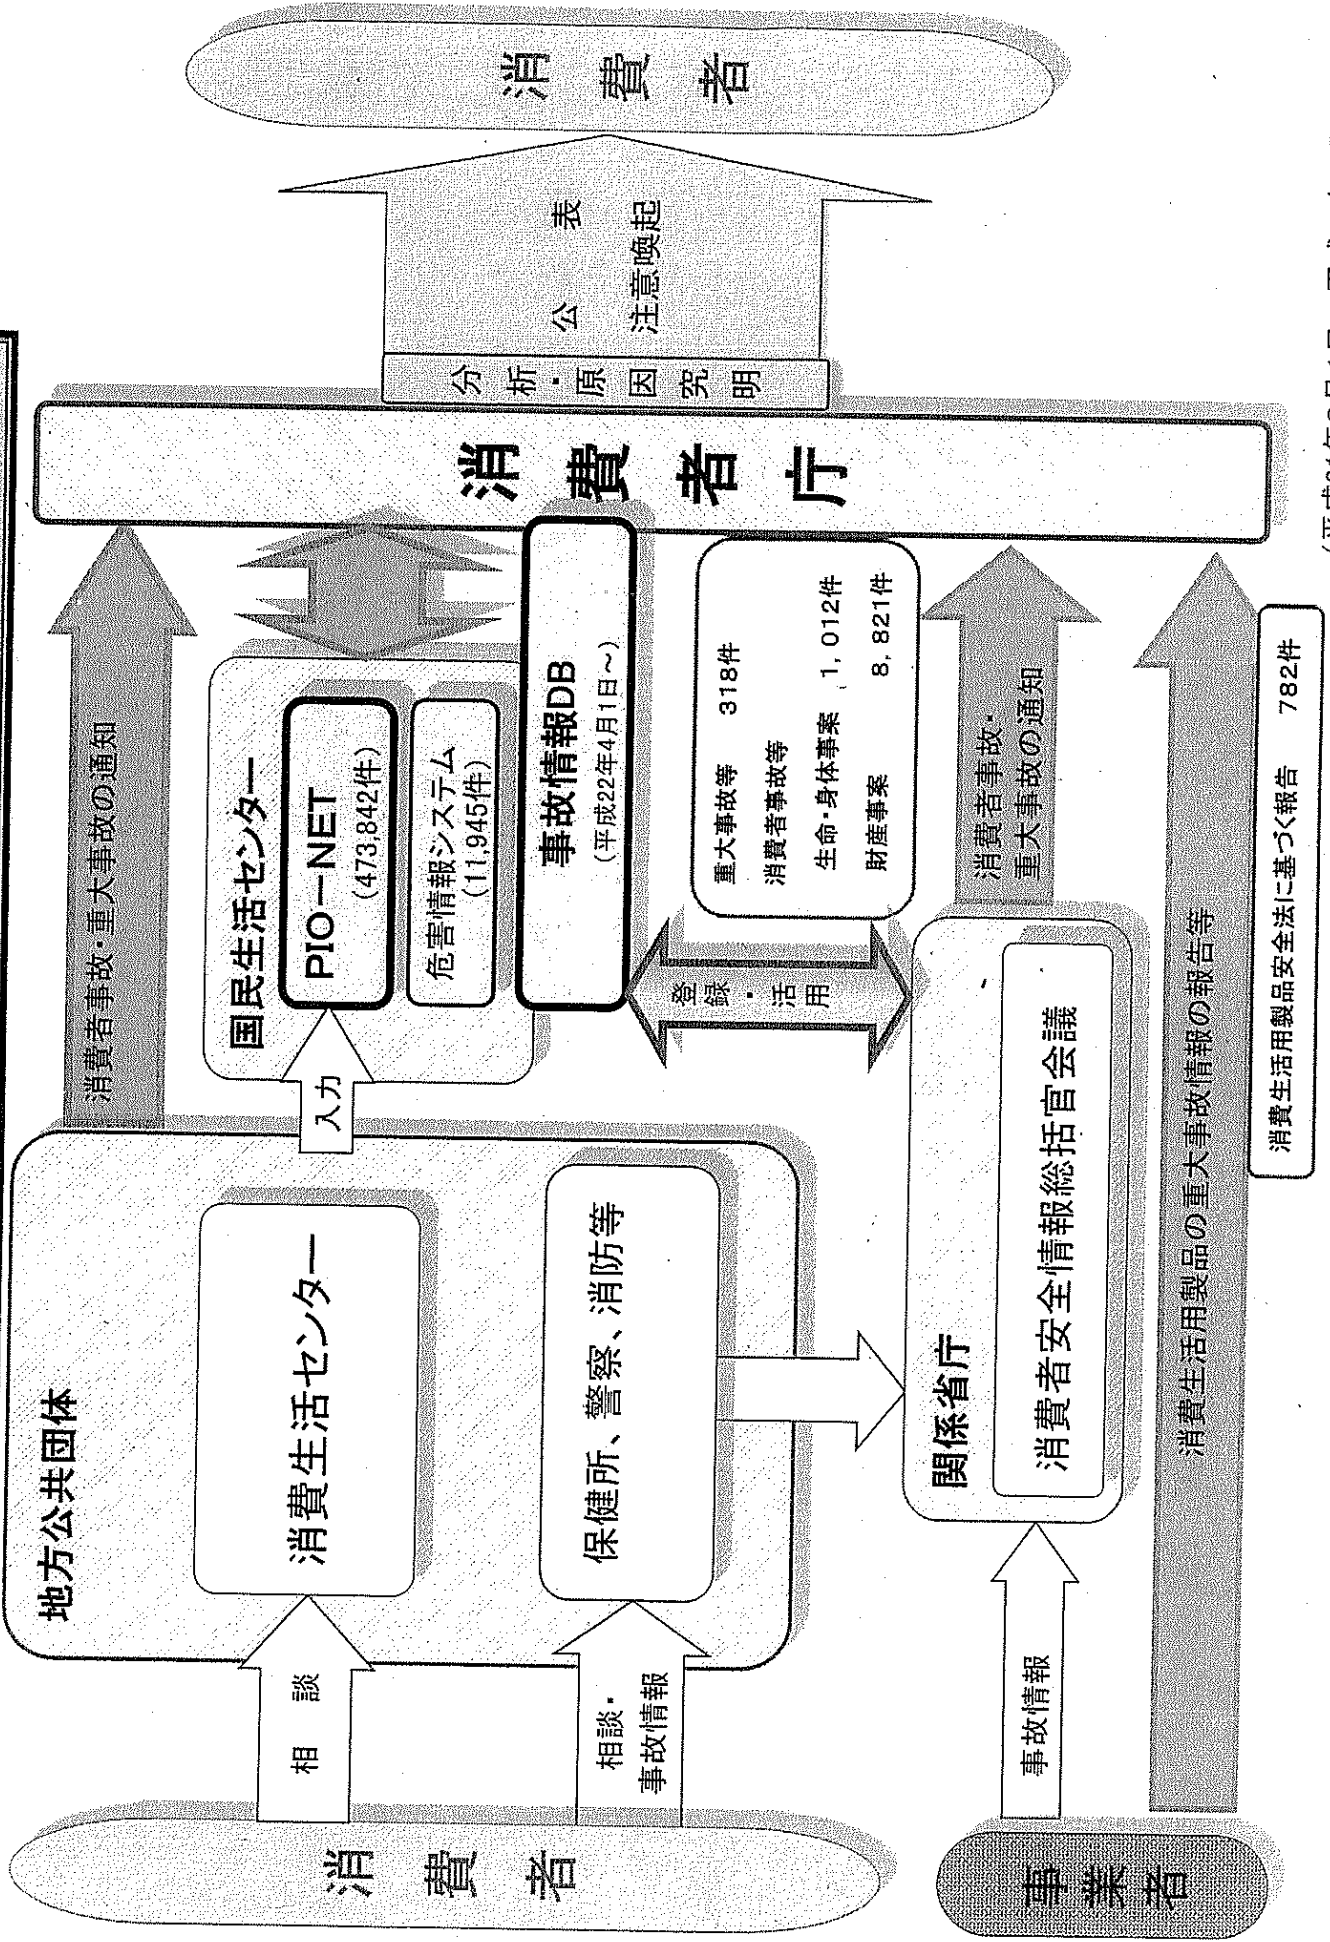 地方公共団体
消費生活センター
保健所、警察、消防等
消費者
相談
相談・
事故情報
入力
消費者事故・重大事故の通知
国民生活センター
PIO－NET
(473,842件)
危害情報システム
(11,945件)
事故情報DB
(平成22年4月1日～)
登録・活用
重大事故等 318件
消費者事故等
生命・身体事案 1,012件
財産事案 8,821件
関係省庁
消費者安全情報総括官会議
消費者事故・
重大事故の通知
事業者
事故情報
消費生活用製品の重大事故情報の報告等
消費生活用製品安全法に基づく報告 782件
消費者庁
分析・原因究明
公表
注意喚起
消費者